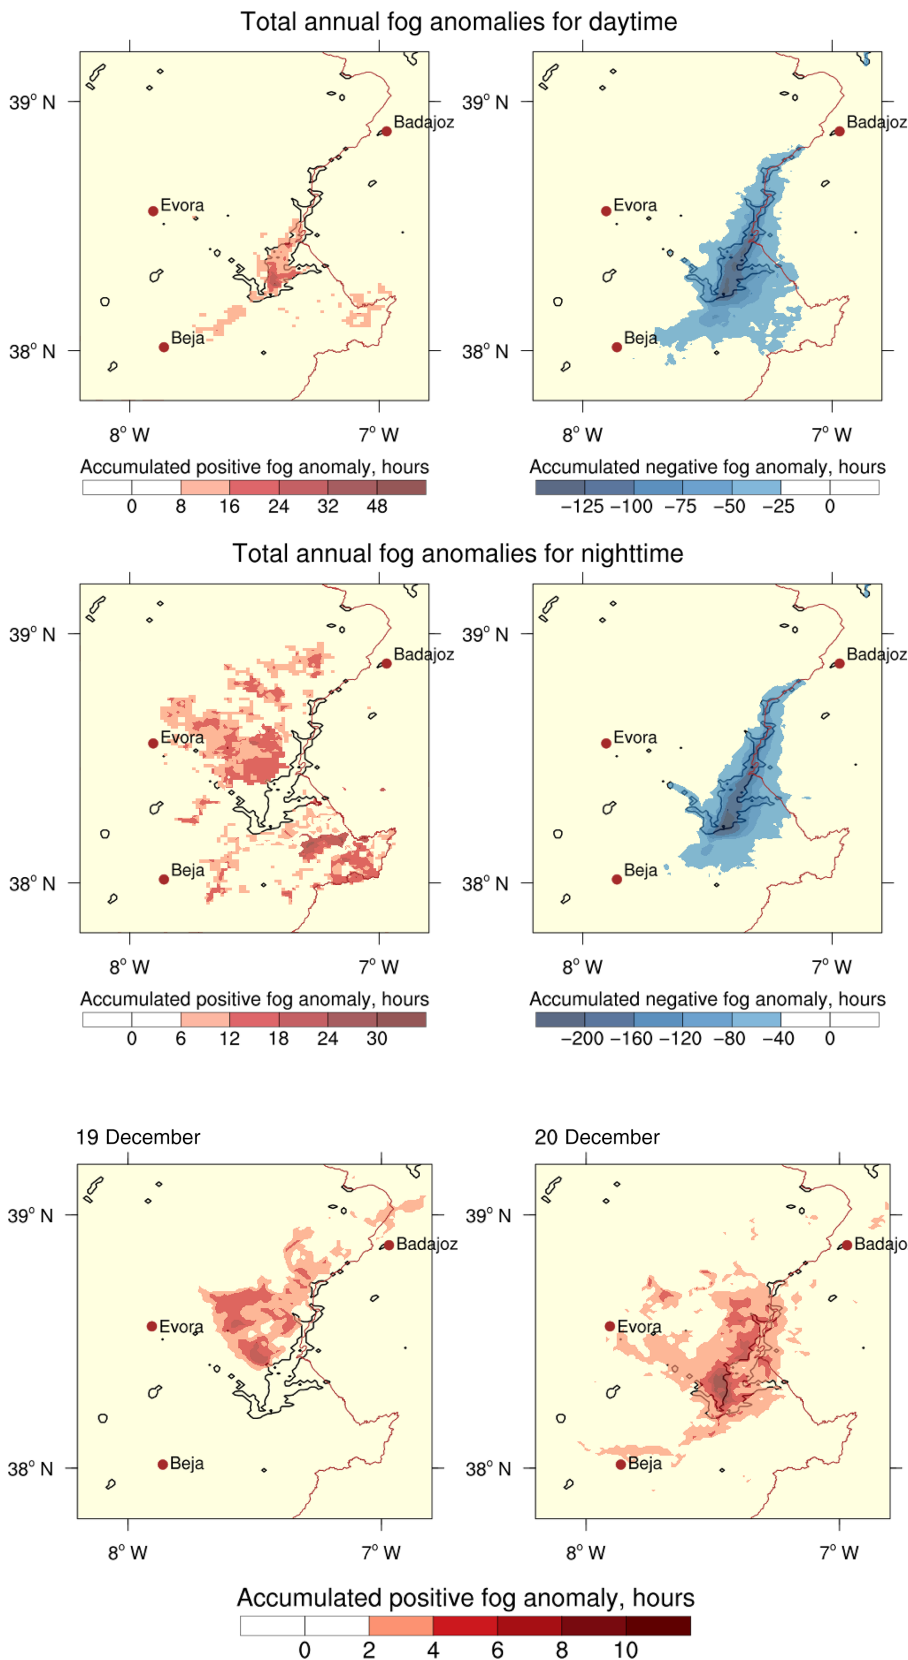 Total annual fog anomalies for daytime
39° N
Badajoz
Badajoz
Evora
Evora
Beja
Beja
38° N
8° W 7° W 8° W 7° W
Accumulated positive fog anomaly, hours
Accumulated negative fog anomaly, hours
0 8 16 24 32 48
−125 −100 −75 −50 −25 0
Total annual fog anomalies for nighttime
39° N
Badajoz
Badajoz
Evora
Evora
Beja
Beja
38° N
8° W 7° W 8° W 7° W
Accumulated positive fog anomaly, hours
Accumulated negative fog anomaly, hours
0 6 12 18 24 30
−200 −160 −120 −80 −40 0
19 December
20 December
39° N
39° N
Badajoz
Badajo
Evora
Evora
Beja
Beja
38° N
38° N
8° W 7° W 8° W 7° W
Accumulated positive fog anomaly, hours
0 2 4 6 8 10